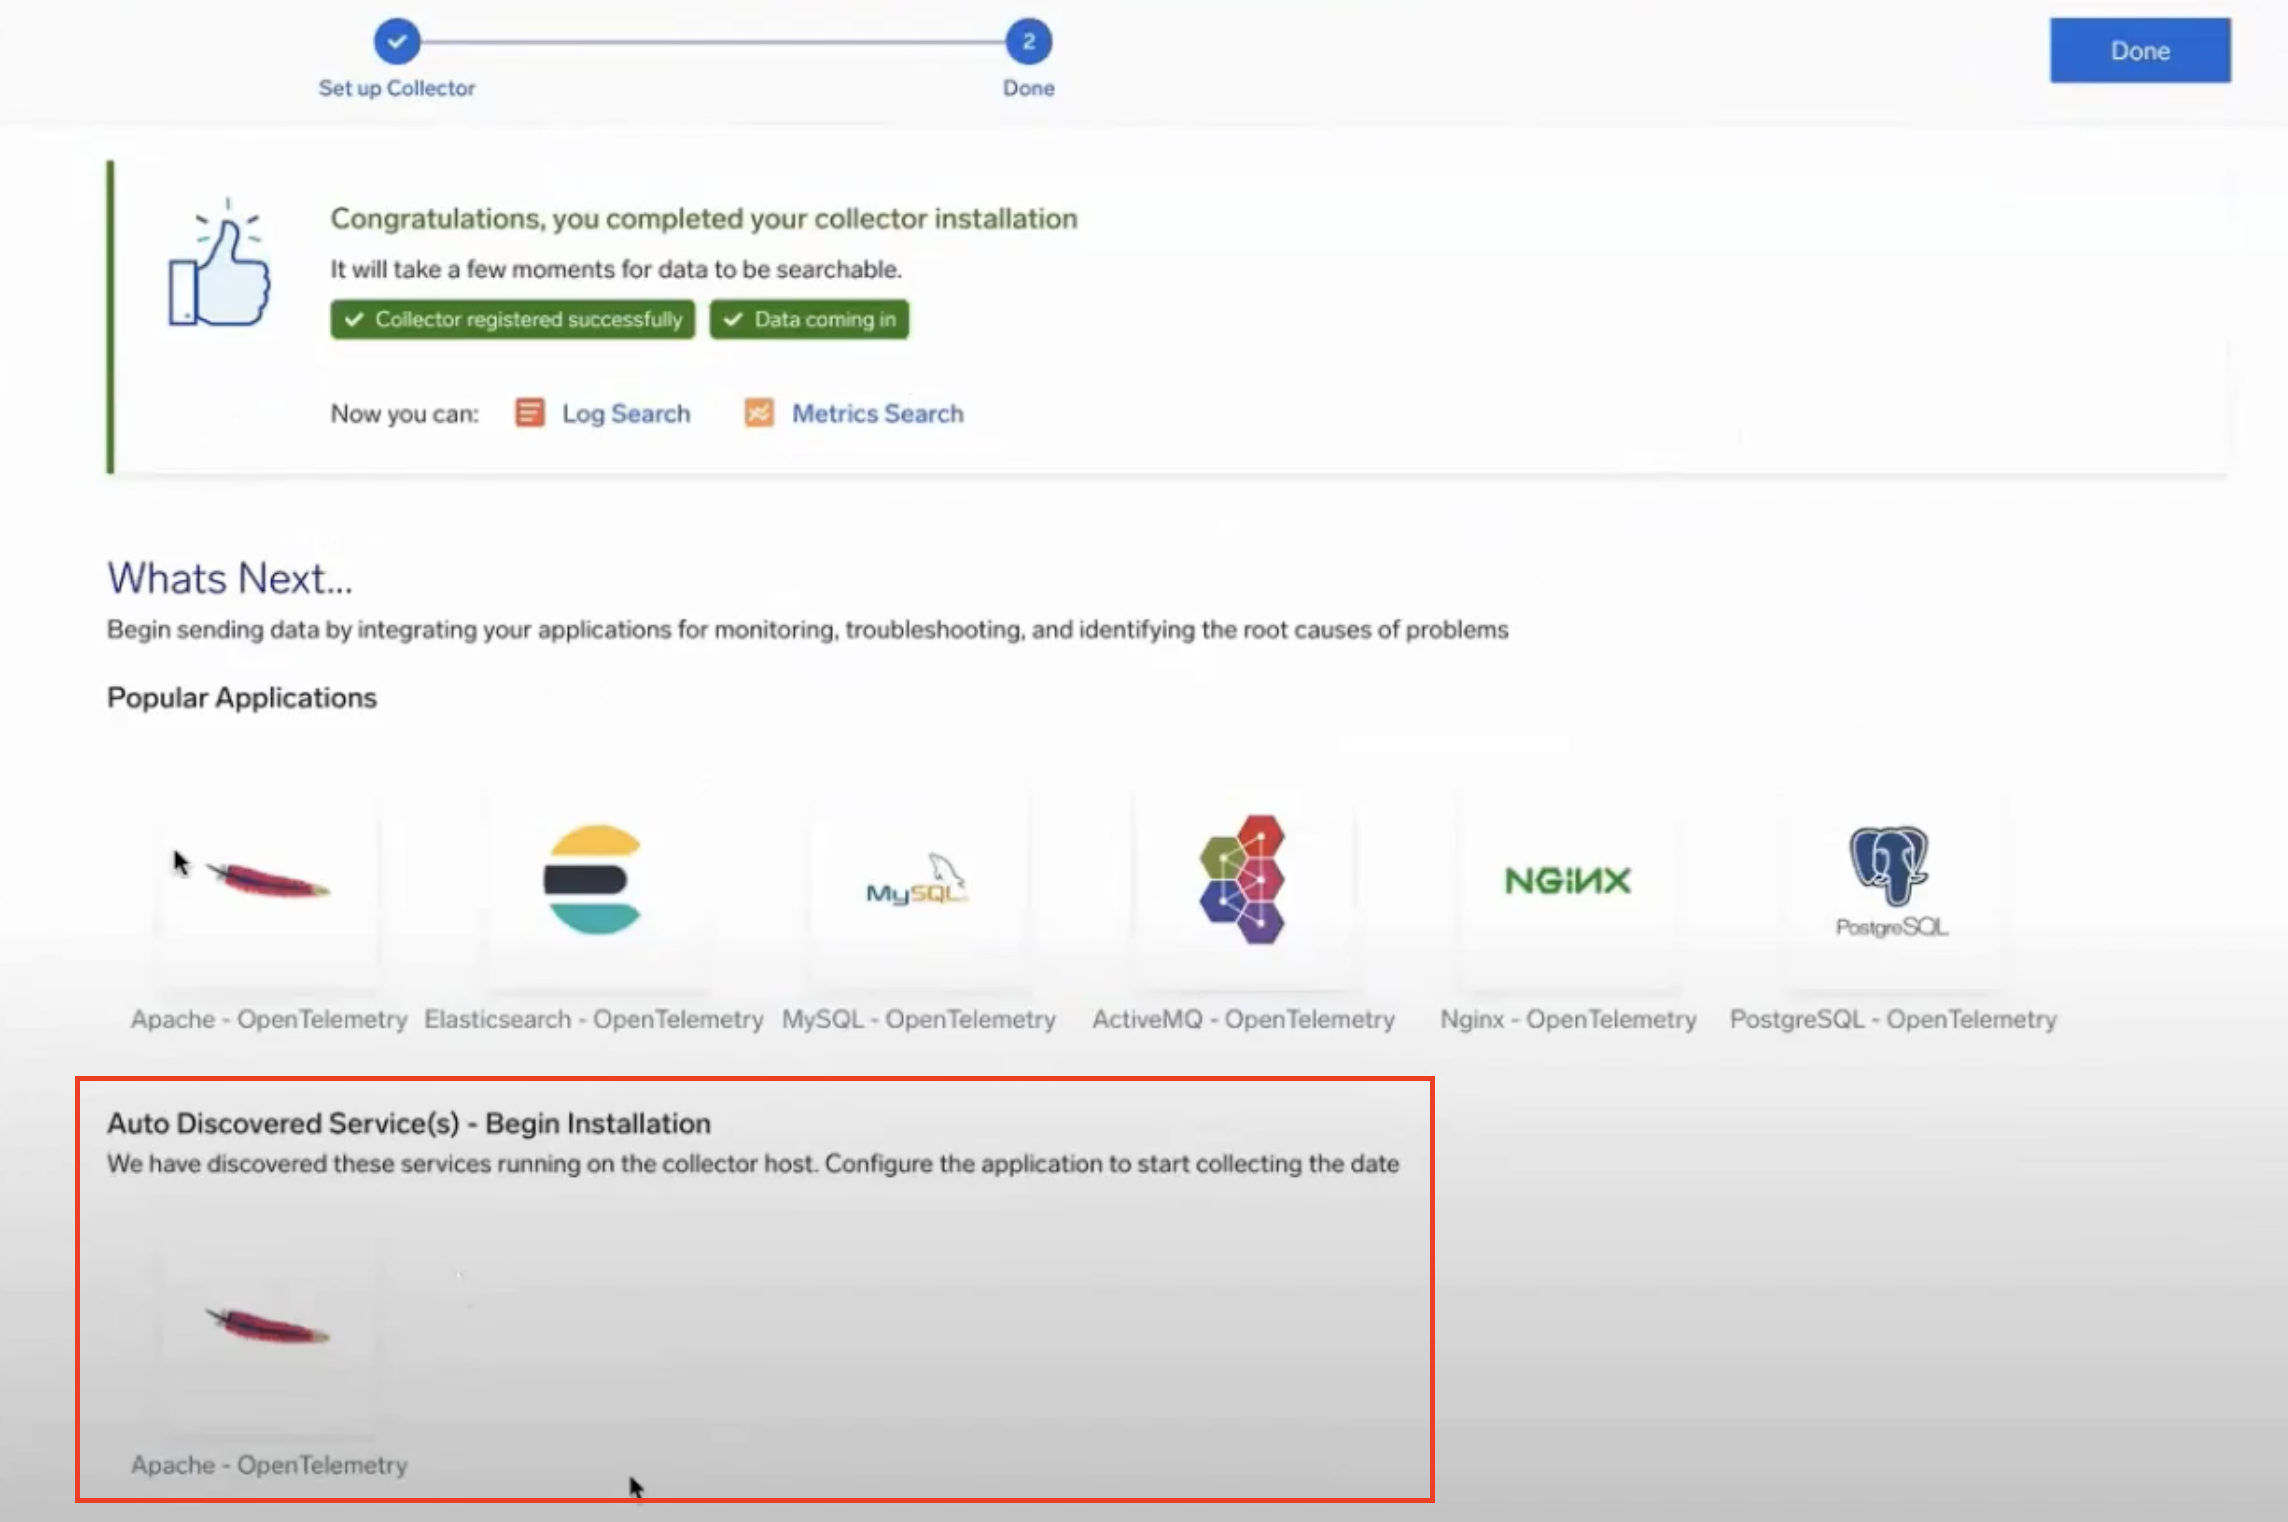 2
Set up Collector
Done
Done
Congratulations, you completed your collector installation
It will take a few moments for data to be searchable.
Collector registered successfully
Data coming in
Now you can:
Log Search
Metrics Search
Whats Next...
Begin sending data by integrating your applications for monitoring, troubleshooting, and identifying the root causes of problems
Popular Applications
MySQL
NGINX
PostgreSQL
Apache - OpenTelemetry
Elasticsearch - OpenTelemetry
MySQL - OpenTelemetry
ActiveMQ - OpenTelemetry
Nginx - OpenTelemetry
PostgreSQL - OpenTelemetry
Auto Discovered Service(s) - Begin Installation
We have discovered these services running on the collector host. Configure the application to start collecting the date
Apache - OpenTelemetry